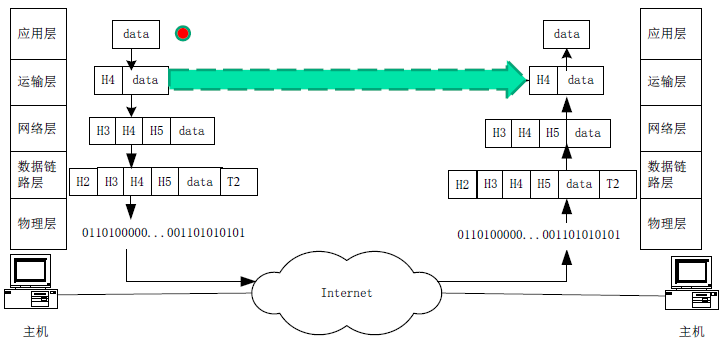 应用层
data
data
应用层
运输层
H4 data
H4 data
运输层
网络层
H3 H4 H5 data
H3 H4 H5 data
网络层
数据链
路层
H2 H3 H4 H5 data T2
H2 H3 H4 H5 data T2
数据链
路层
物理层
0110100000...001101010101
0110100000...001101010101
物理层
Internet
主机
主机